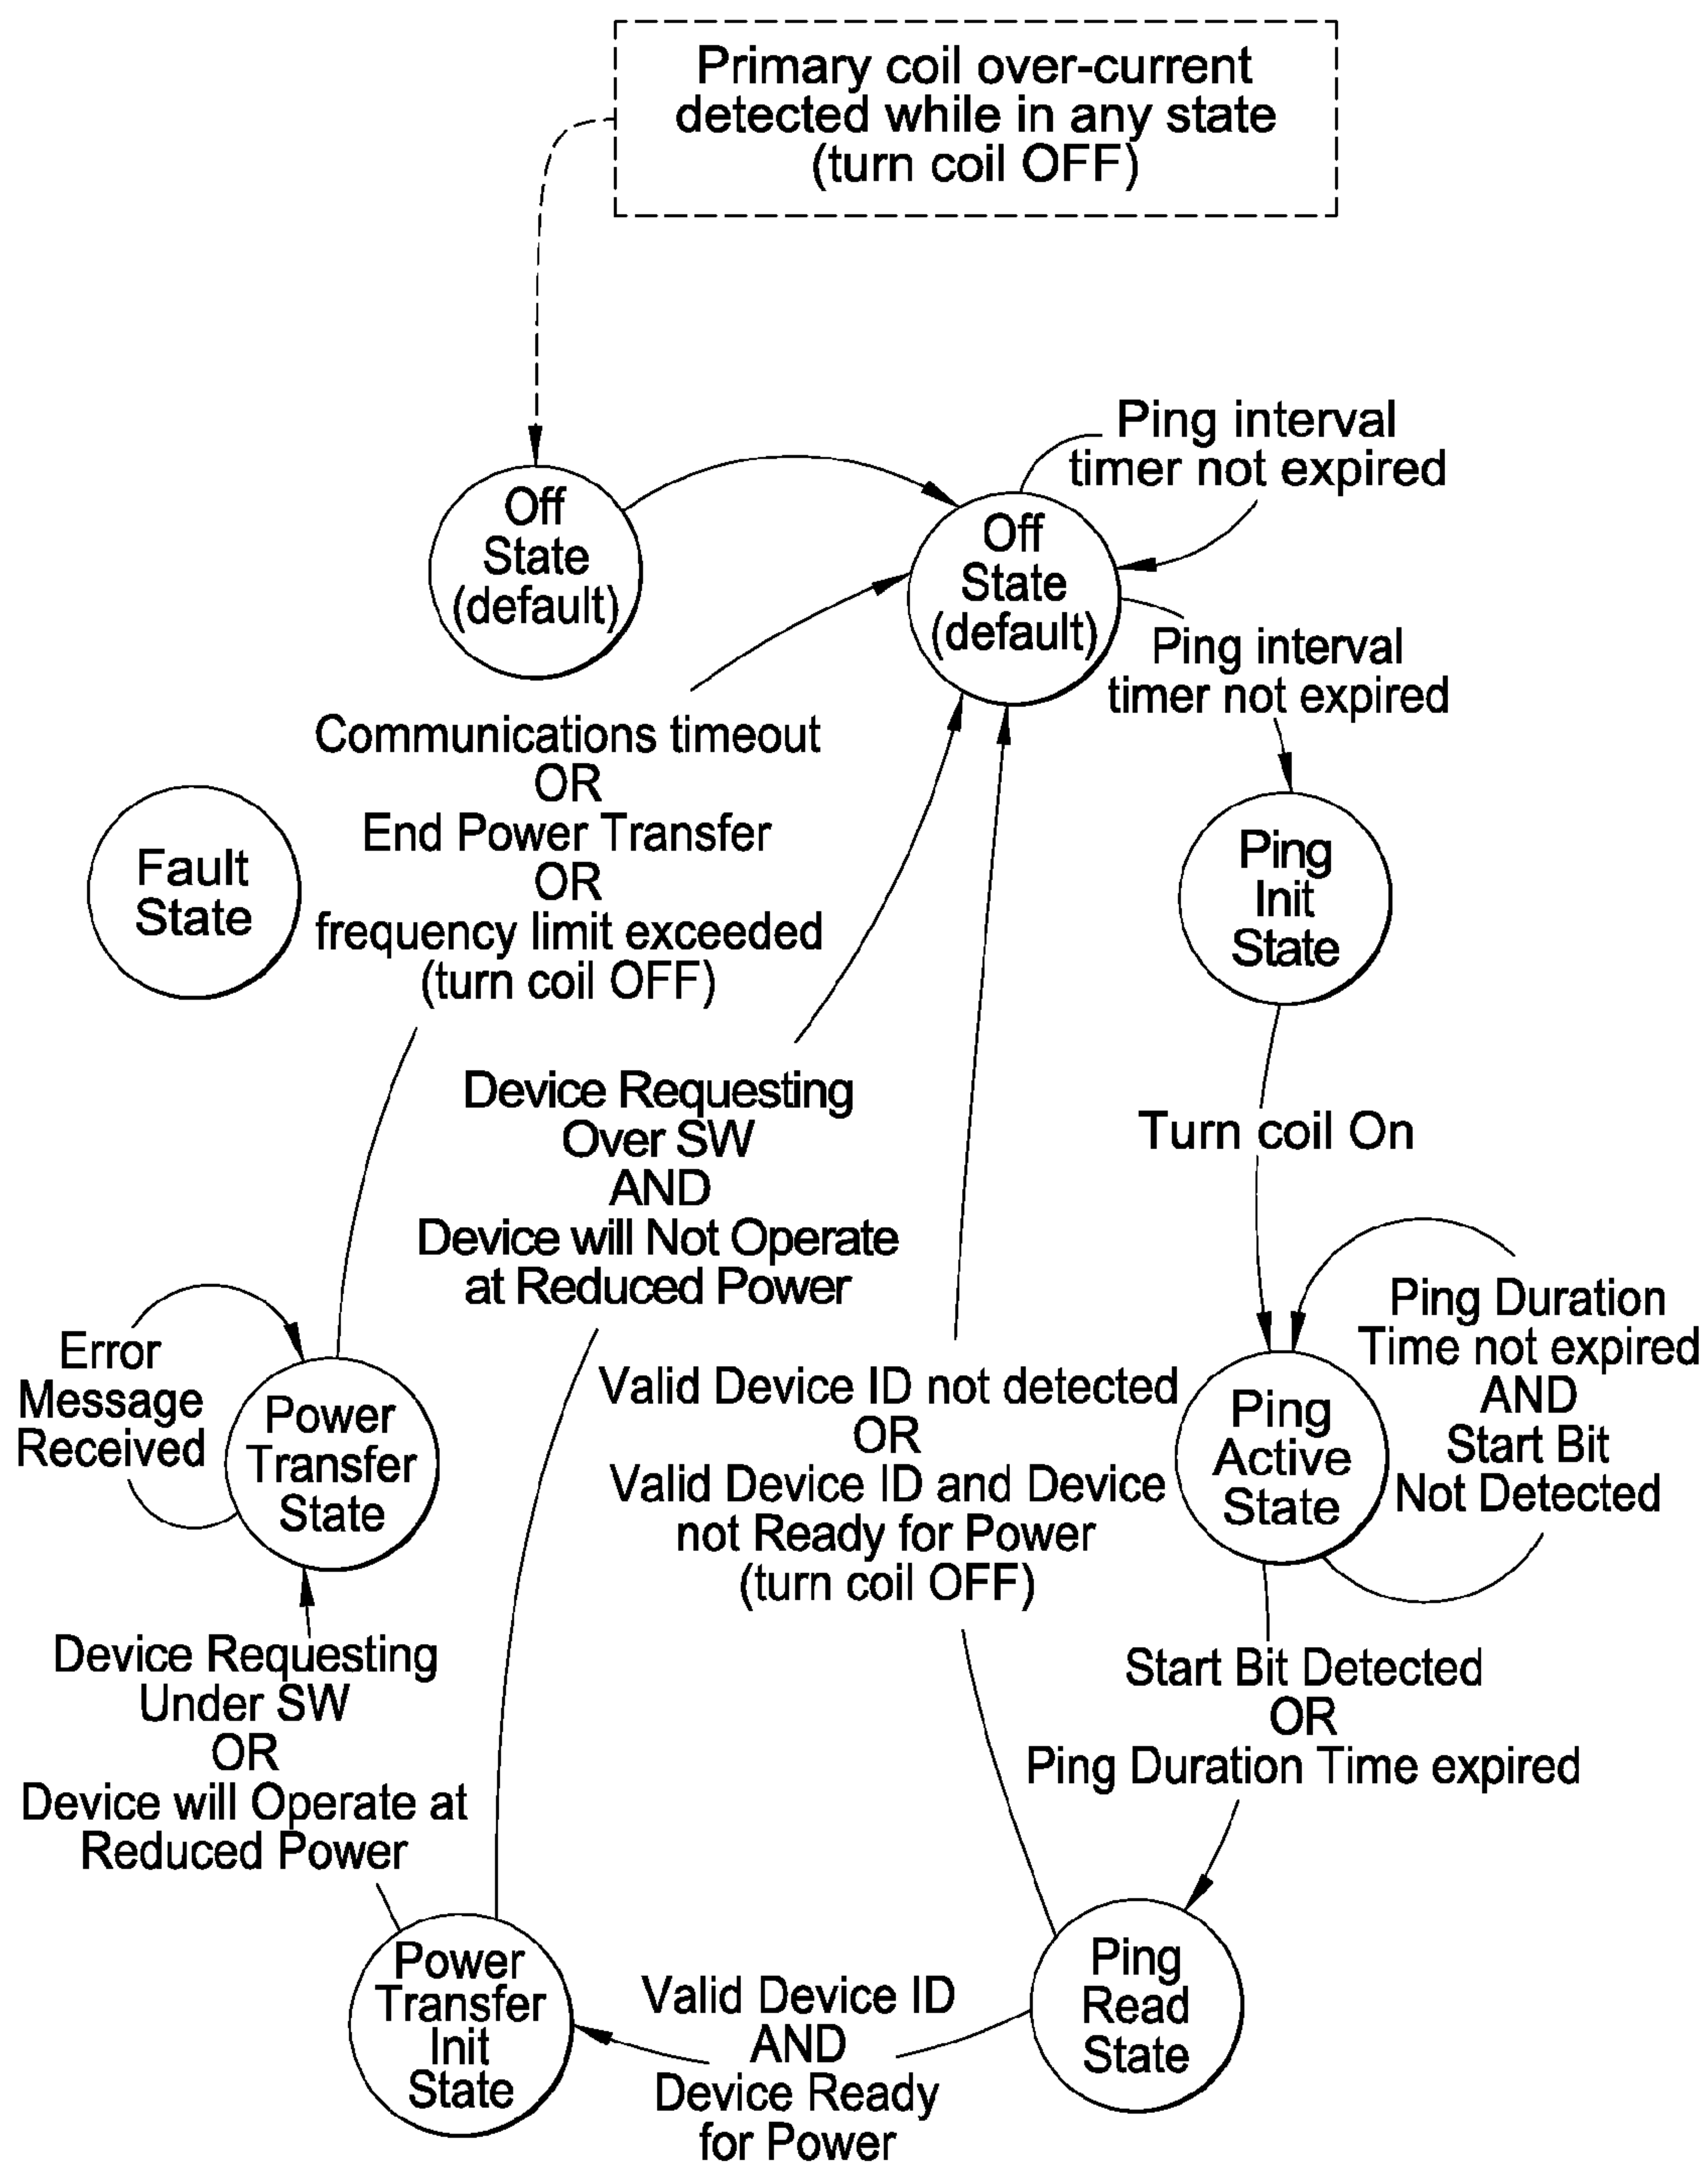 Primary coil over-current
detected while in any state
(turn coil OFF)
Ping interval
timer not expired
Off
State
(default)
Off
State
(default)
Ping interval
timer not expired
Communications timeout
OR
End Power Transfer
OR
frequency limit exceeded
(turn coil OFF)
Fault
State
Ping
Init
State
Device Requesting
Over SW
AND
Device will Not Operate
at Reduced Power
Turn coil On
Ping Duration
Time not expired
AND
Start Bit
Not Detected
Error
Message
Received
Power
Transfer
State
Valid Device ID not detected
OR
Valid Device ID and Device
not Ready for Power
(turn coil OFF)
Ping
Active
State
Device Requesting
Under SW
OR
Device will Operate at
Reduced Power
Start Bit Detected
OR
Ping Duration Time expired
Power
Transfer
Init
State
Valid Device ID
AND
Device Ready
for Power
Ping
Read
State